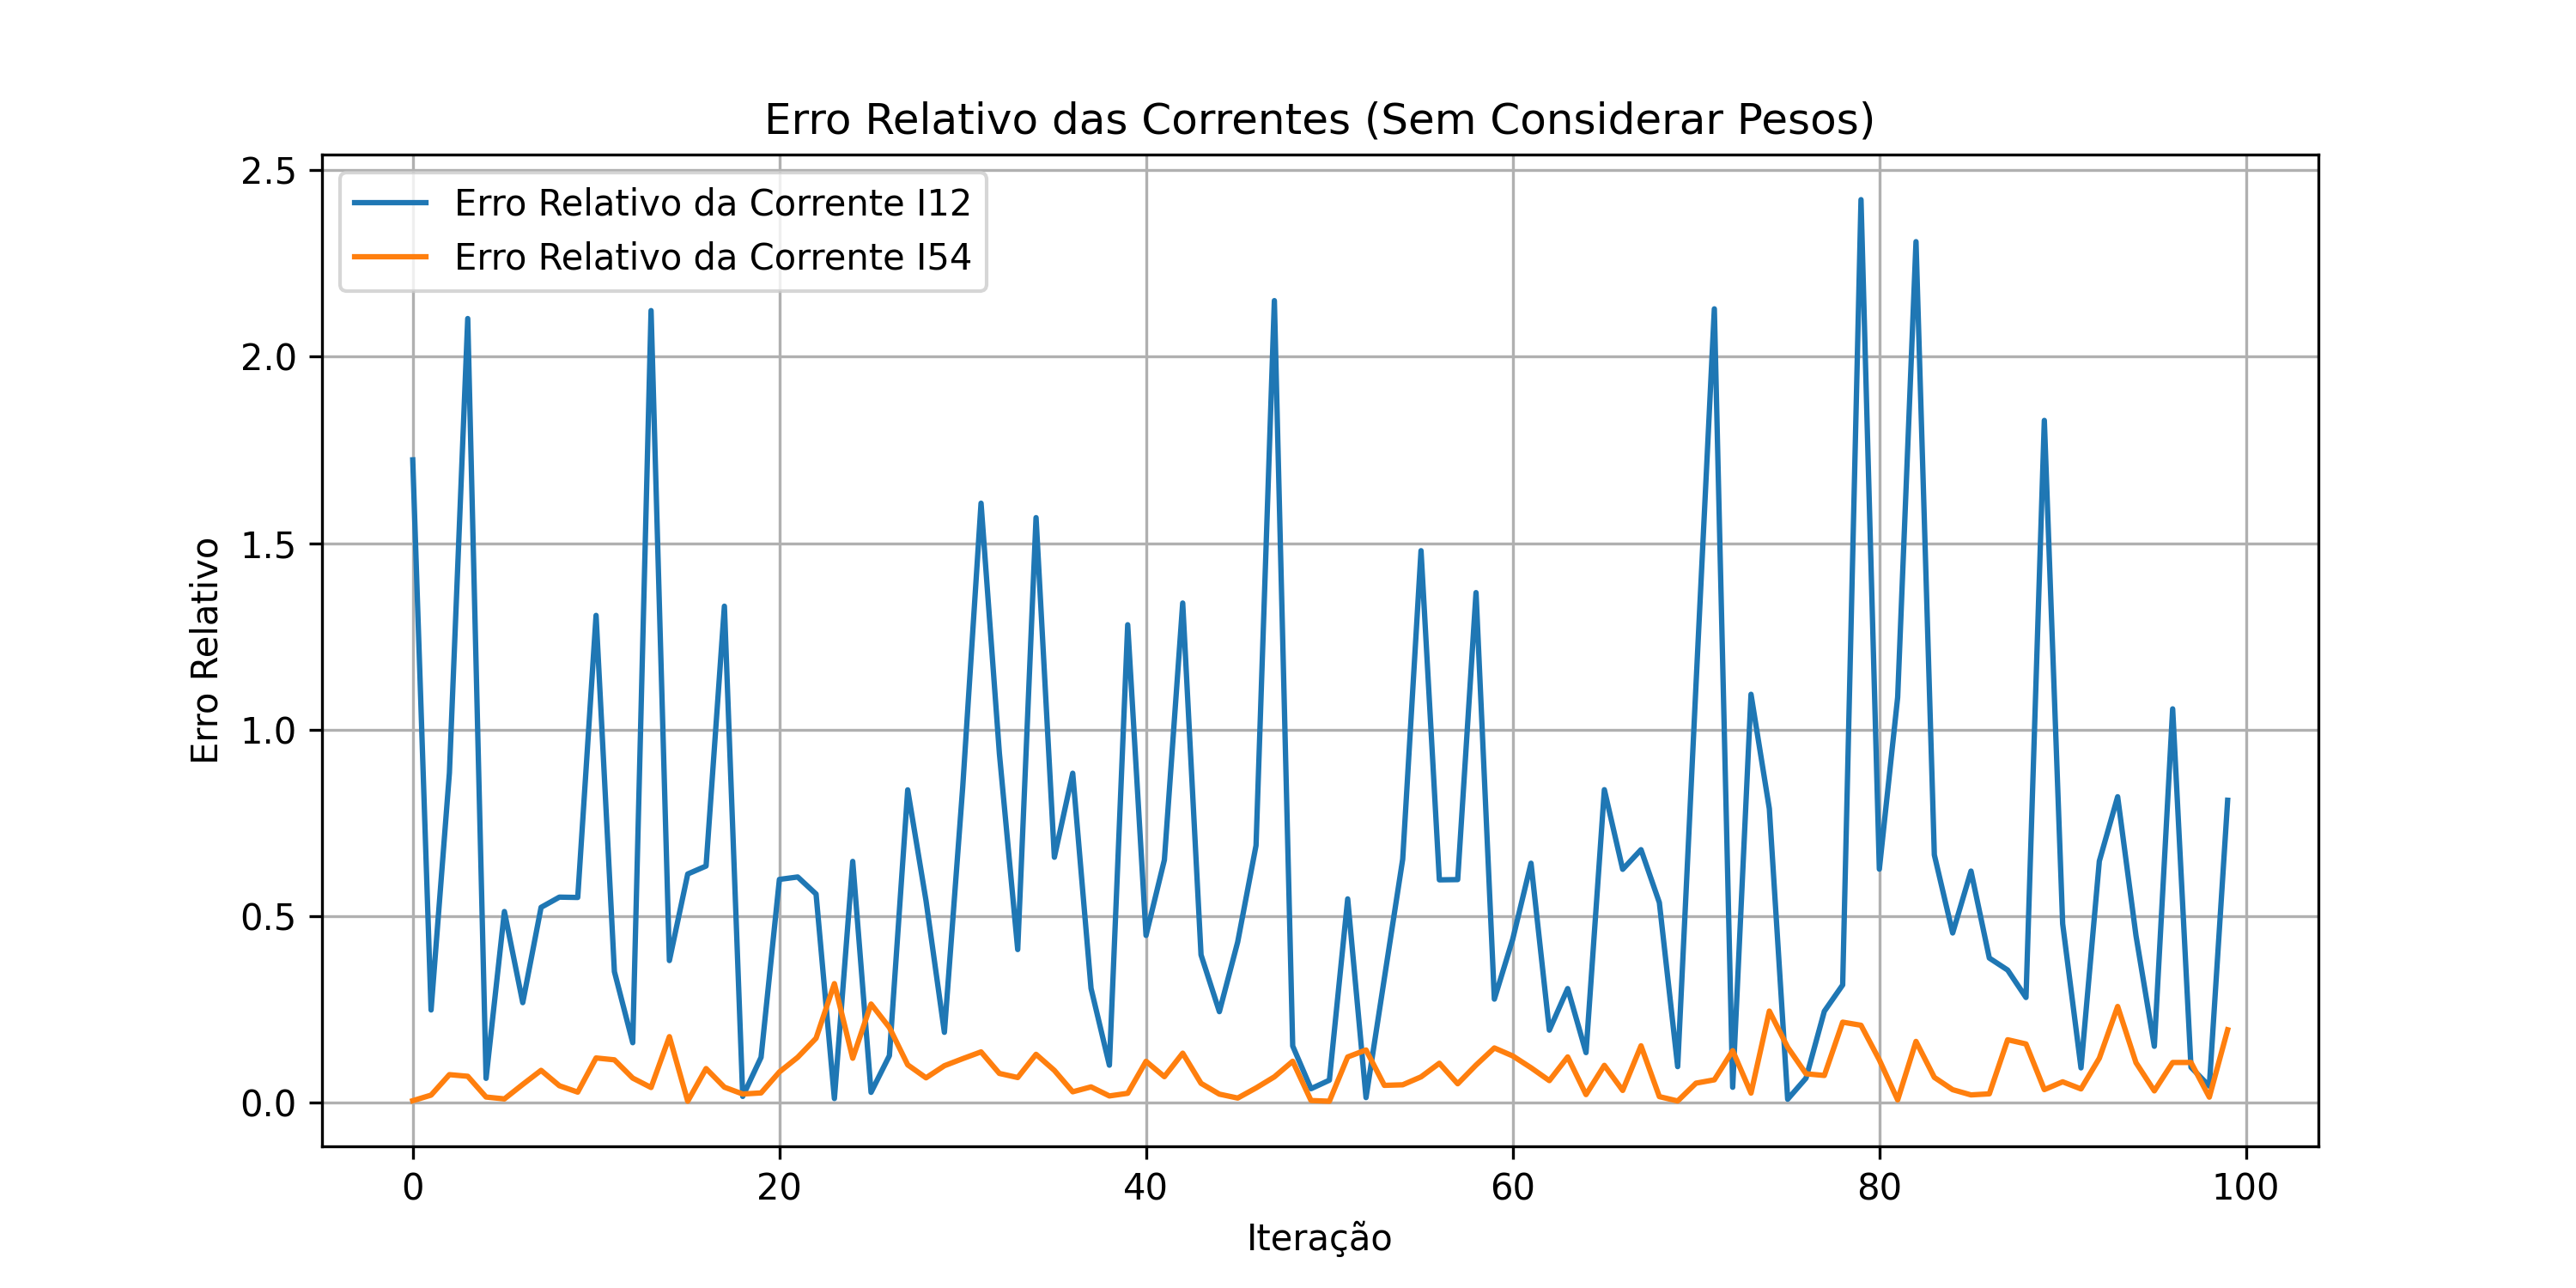 Erro Relativo das Correntes (Sem Considerar Pesos)
2.5
2.0
1.5
1.0
0.5
0.0
Erro Relativo
Erro Relativo da Corrente I12
Erro Relativo da Corrente I54
0 20 40 60 80 100
Iteração